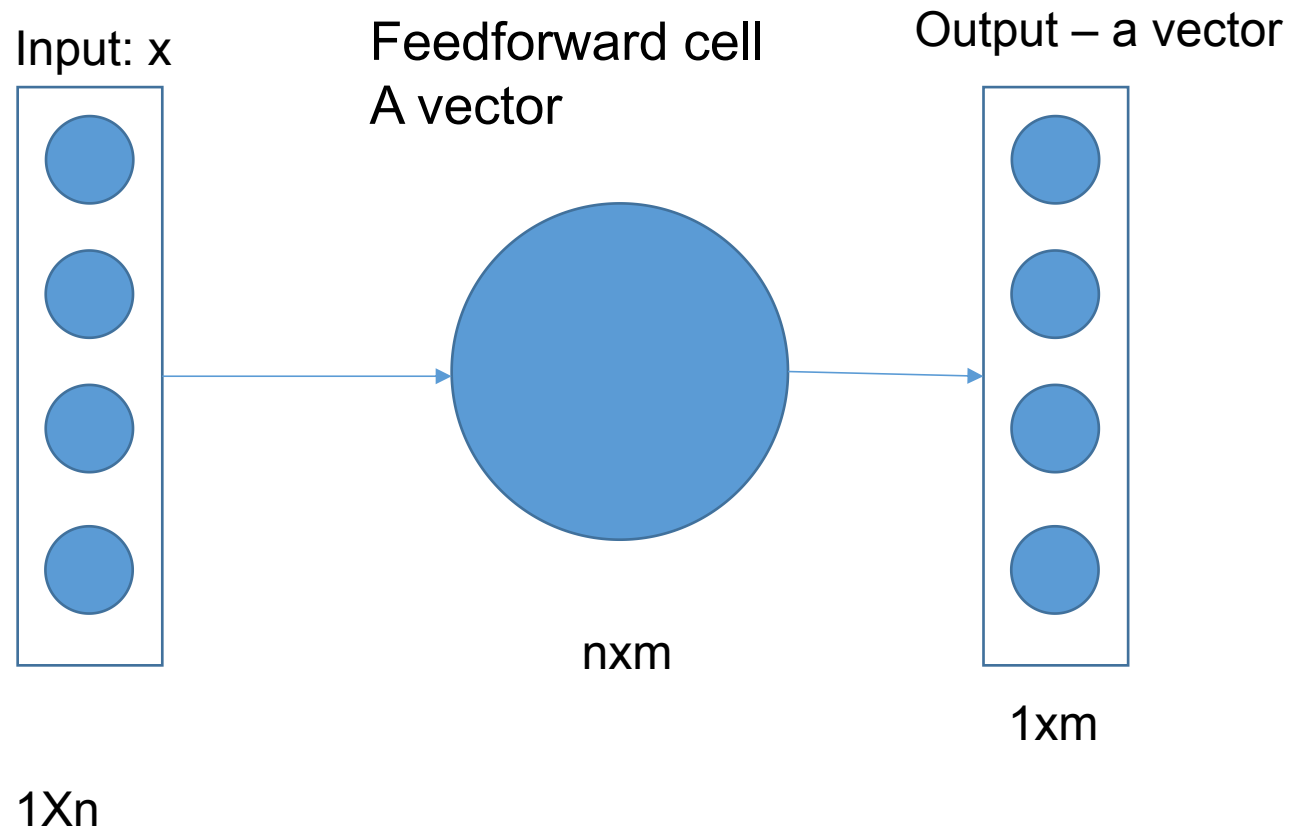 Input: x
Feedforward cell
A vector
Output – a vector
nxm
1xm
1Xn